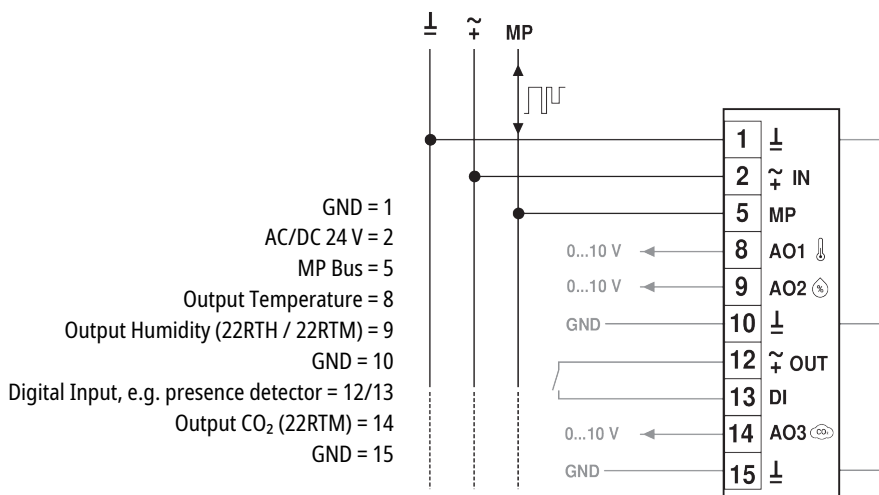 ⊥ ~+ MP
1 ⊥
2 ~+ IN
5 MP
0...10 V 8 AO1
0...10 V 9 AO2 %
GND 10 ⊥
12 ~+ OUT
13 DI
0...10 V 14 AO3 CO₂
GND 15 ⊥
GND = 1
AC/DC 24 V = 2
MP Bus = 5
Output Temperature = 8
Output Humidity (22RTH / 22RTM) = 9
GND = 10
Digital Input, e.g. presence detector = 12/13
Output CO₂ (22RTM) = 14
GND = 15